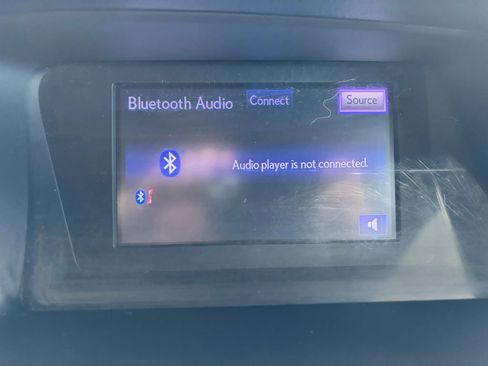 Bluetooth Audio Connect Source
Audio player is not connected.